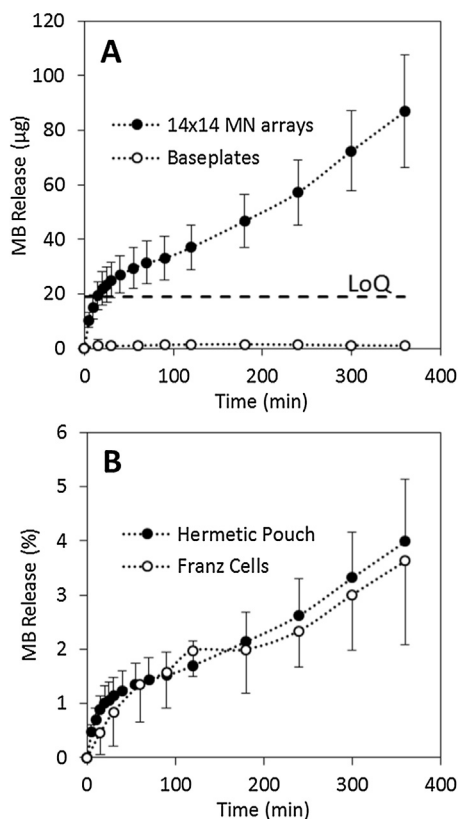 A
MB Release (µg)
120
100
80
60
40
20
0
14x14 MN arrays
Baseplates
LoQ
0 100 200 300 400
Time (min)
B
MB Release (%)
6
5
4
3
2
1
0
Hermetic Pouch
Franz Cells
0 100 200 300 400
Time (min)